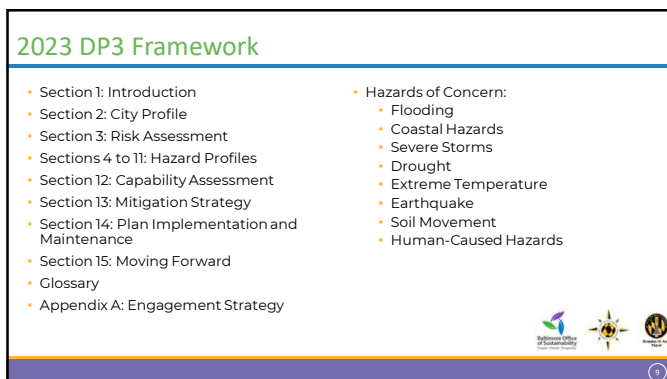 2023 DP3 Framework
• Section 1: Introduction
• Section 2: City Profile
• Section 3: Risk Assessment
• Sections 4 to 11: Hazard Profiles
• Section 12: Capability Assessment
• Section 13: Mitigation Strategy
• Section 14: Plan Implementation and
Maintenance
• Section 15: Moving Forward
• Glossary
• Appendix A: Engagement Strategy
• Hazards of Concern:
• Flooding
• Coastal Hazards
• Severe Storms
• Drought
• Extreme Temperature
• Earthquake
• Soil Movement
• Human-Caused Hazards
Baltimore Office
of Sustainability
9